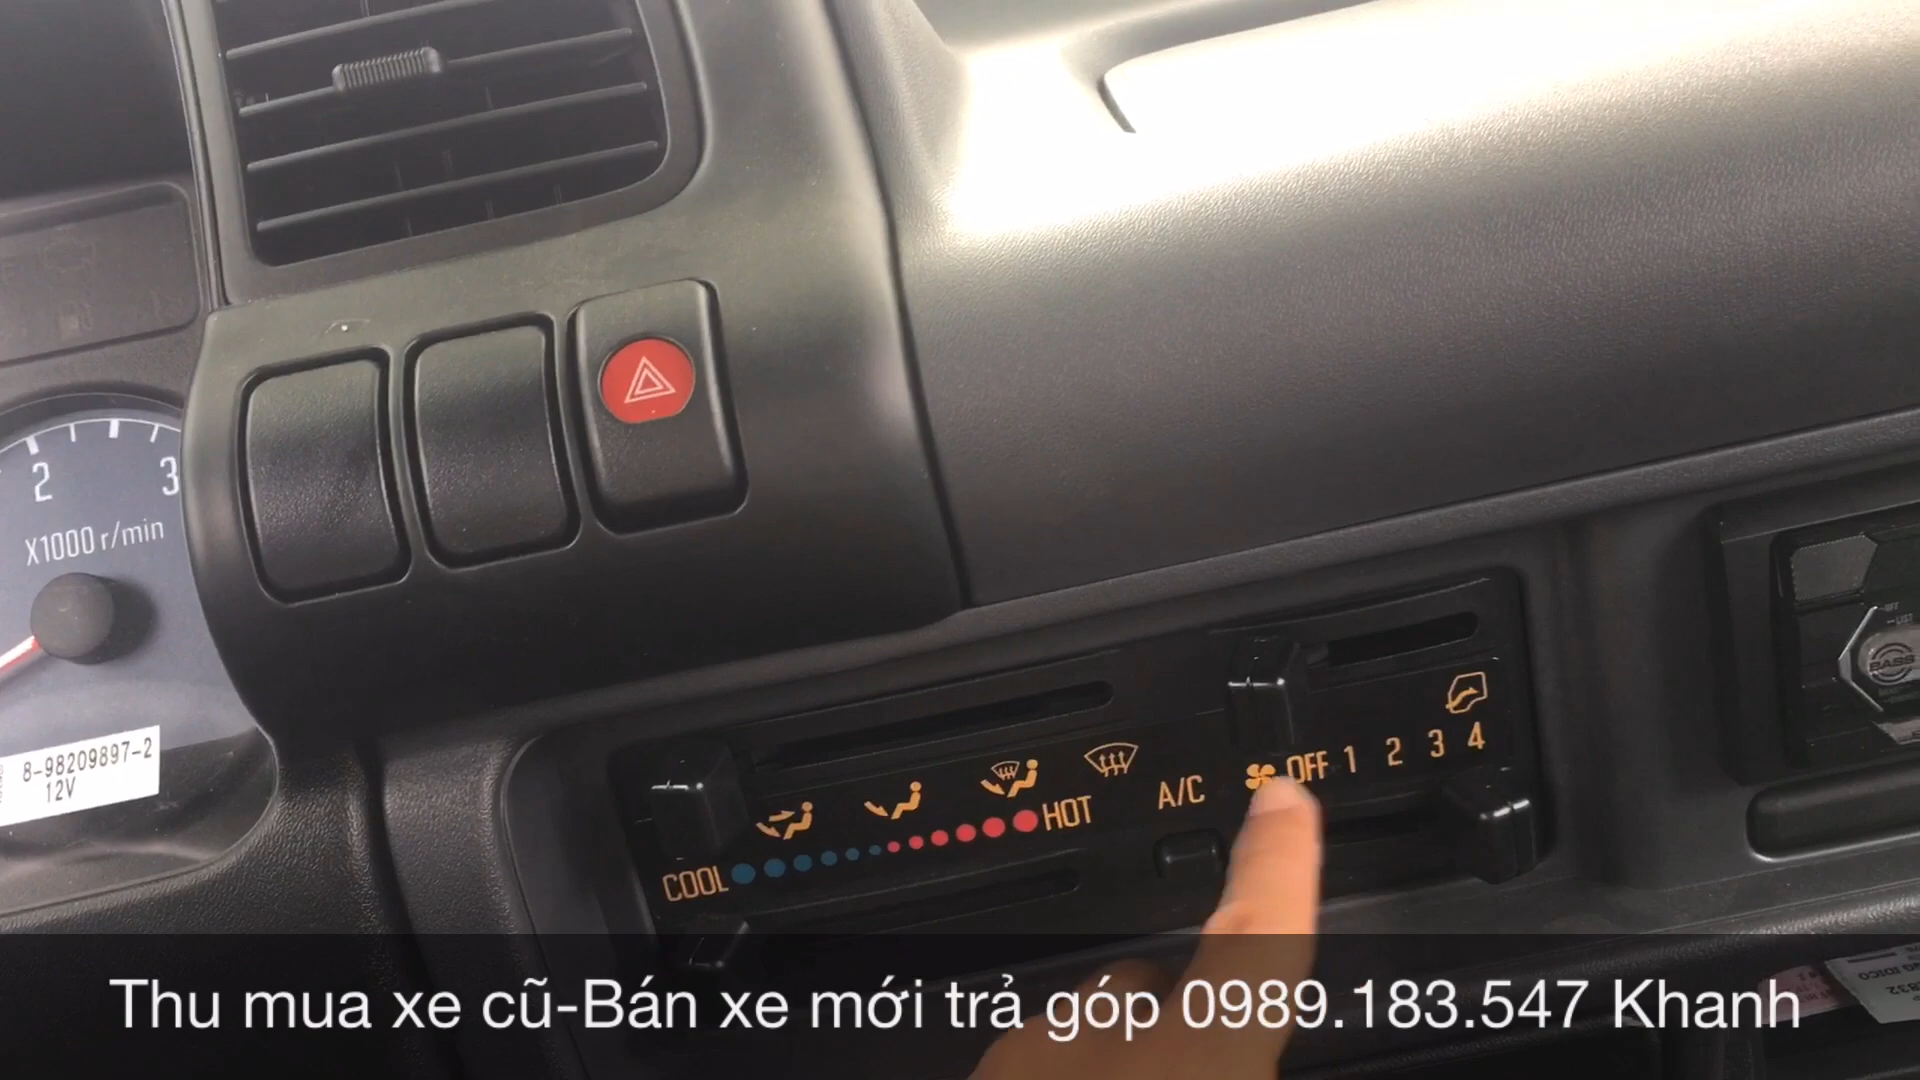 2 3
X1000 r/min
8-98209897-2
12V
OFF 1 2 3 4
A/C
HOT
COOL
BASS
Thu mua xe cũ-Bán xe mới trả góp 0989.183.547 Khanh